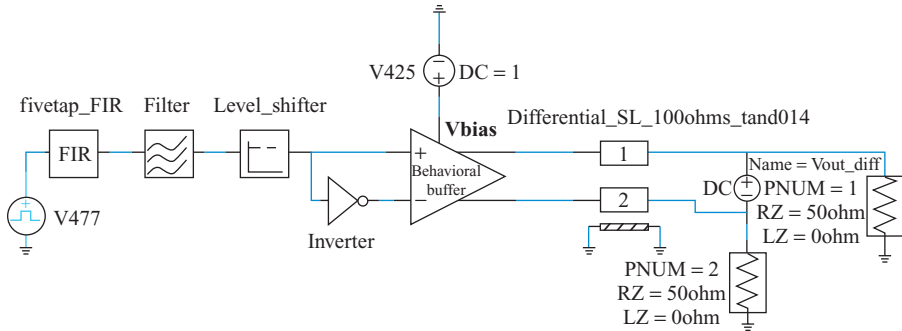 V425
DC = 1
fivetap_FIR
Filter
Level_shifter
Vbias
Differential_SL_100ohms_tand014
FIR
Behavioral
buffer
1
2
Name = Vout_diff
DC
PNUM = 1
RZ = 50ohm
LZ = 0ohm
V477
Inverter
PNUM = 2
RZ = 50ohm
LZ = 0ohm